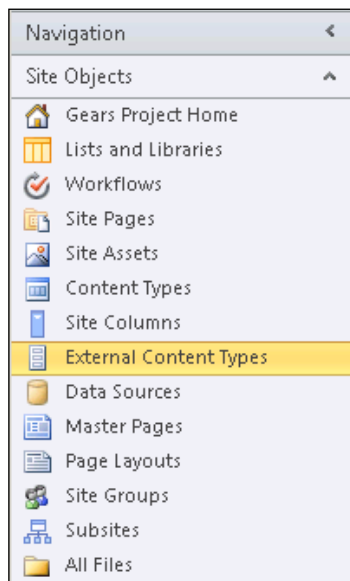 Navigation
Site Objects
Gears Project Home
Lists and Libraries
Workflows
Site Pages
Site Assets
Content Types
Site Columns
External Content Types
Data Sources
Master Pages
Page Layouts
Site Groups
Subsites
All Files